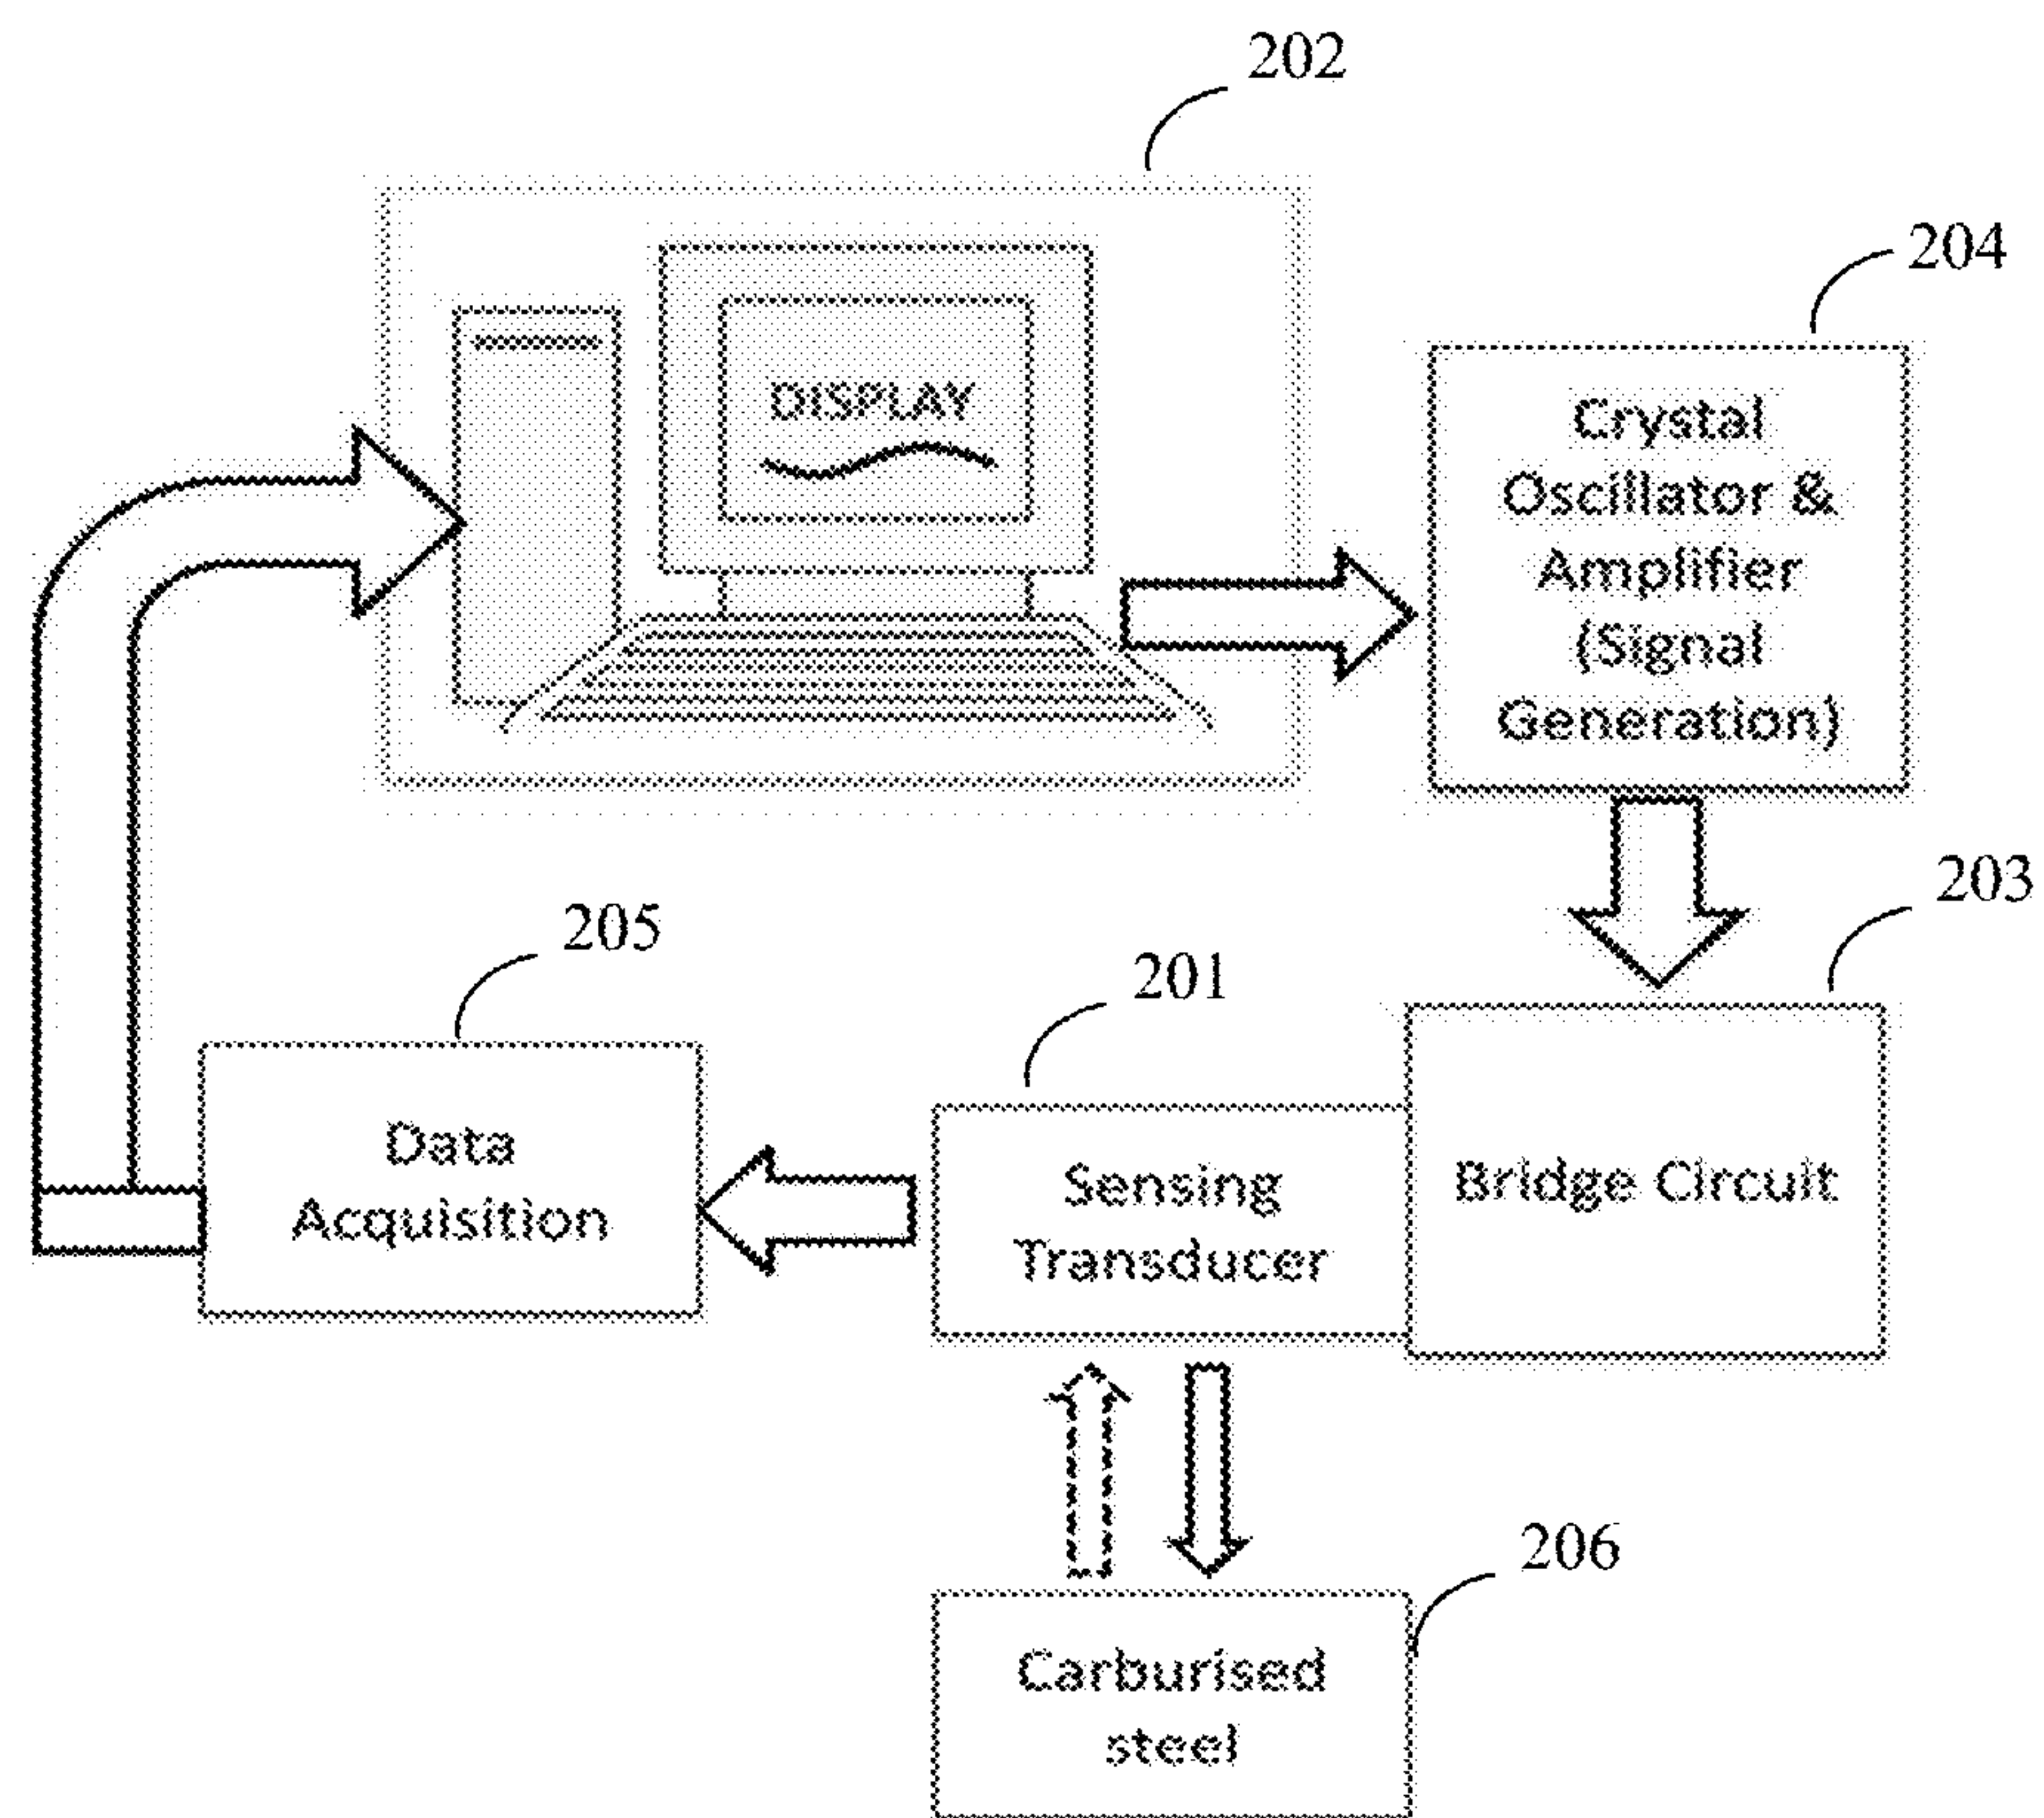 202
204
DISPLAY
Crystal
Oscillator &
Amplifier
(Signal
Generation)
203
205
201
Data
Acquisition
Sensing
Transducer
Bridge Circuit
206
Carburised
steel